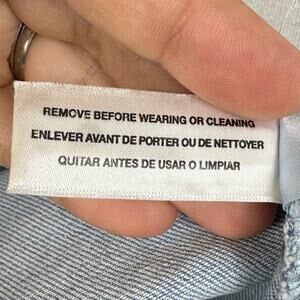 REMOVE BEFORE WEARING OR CLEANING
ENLEVER AVANT DE PORTER OU DE NETTOYER
QUITAR ANTES DE USAR O LIMPIAR